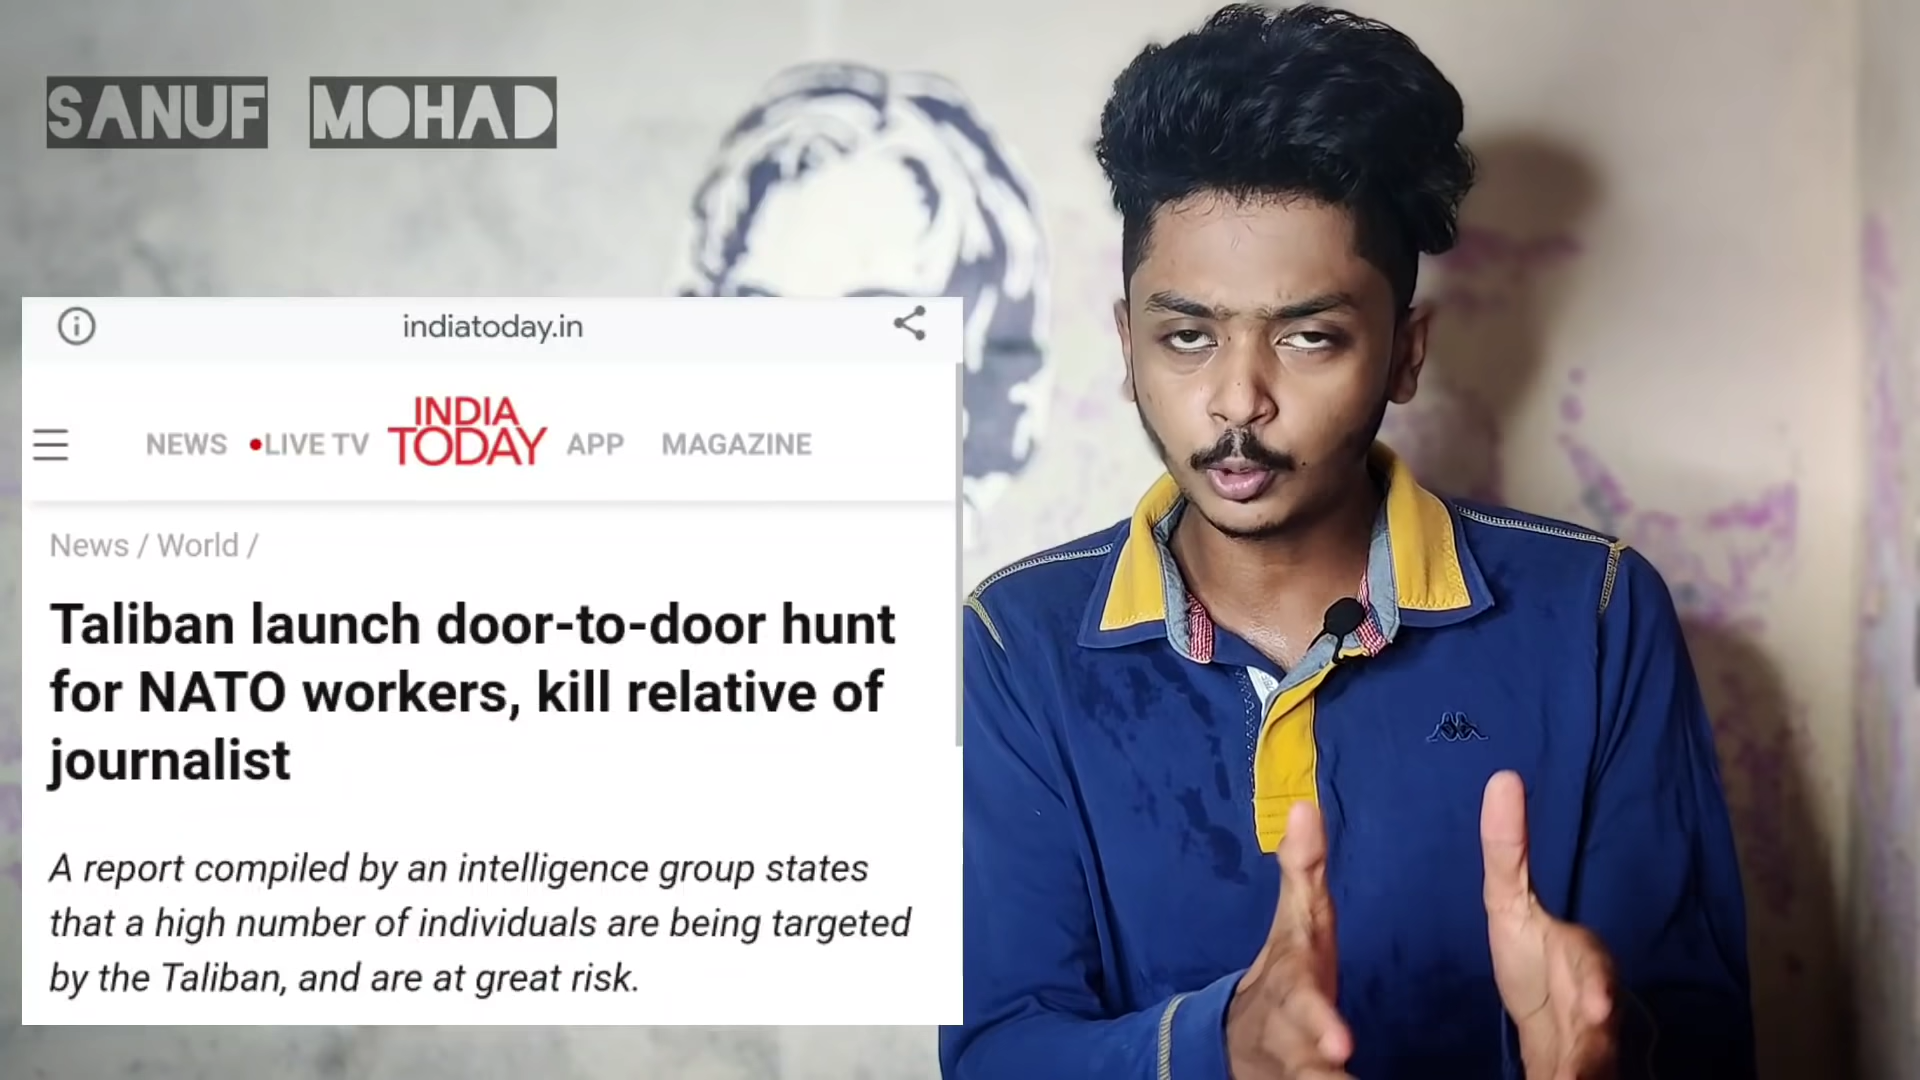 SANUF MOHAD
indiatoday.in
NEWS LIVE TV INDIA TODAY APP MAGAZINE
News / World /
Taliban launch door-to-door hunt
for NATO workers, kill relative of
journalist
A report compiled by an intelligence group states
that a high number of individuals are being targeted
by the Taliban, and are at great risk.